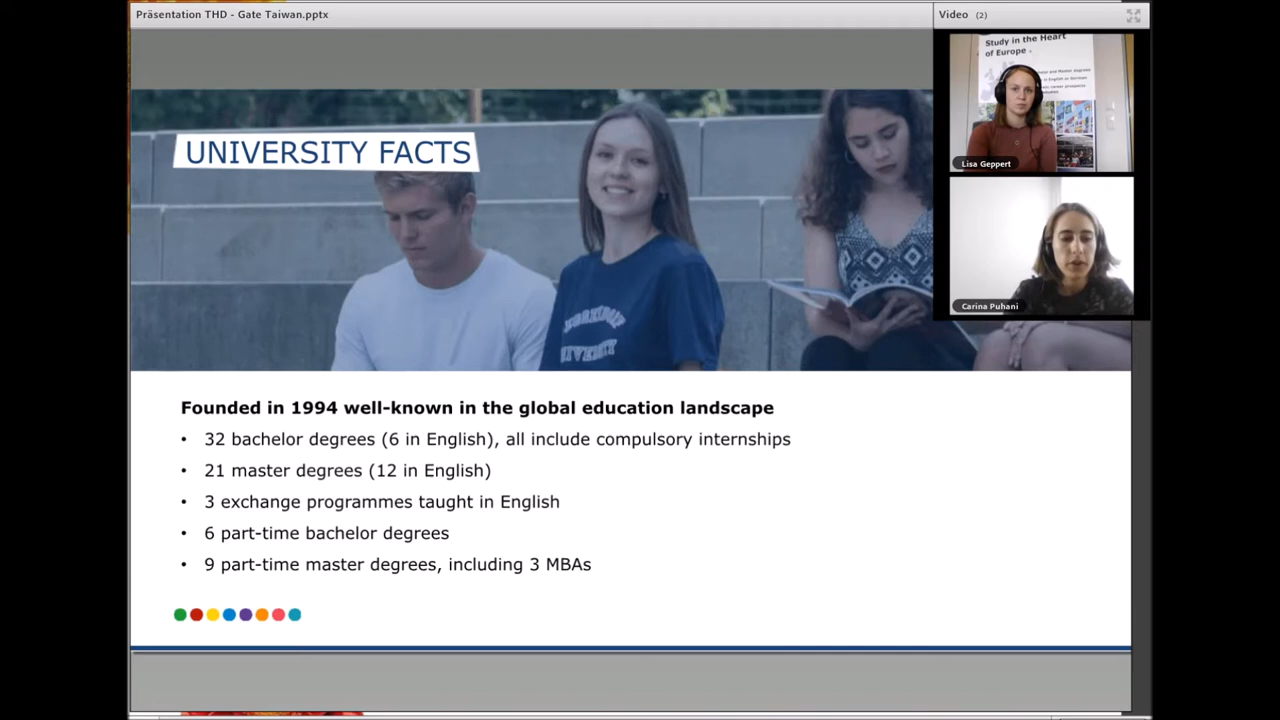 Präsentation THD - Gate Taiwan.pptx
Video (2)
Study in the Heart
of Europe .
Lisa Geppert
Carina Puhani
UNIVERSITY FACTS
Founded in 1994 well-known in the global education landscape
• 32 bachelor degrees (6 in English), all include compulsory internships
• 21 master degrees (12 in English)
• 3 exchange programmes taught in English
• 6 part-time bachelor degrees
• 9 part-time master degrees, including 3 MBAs